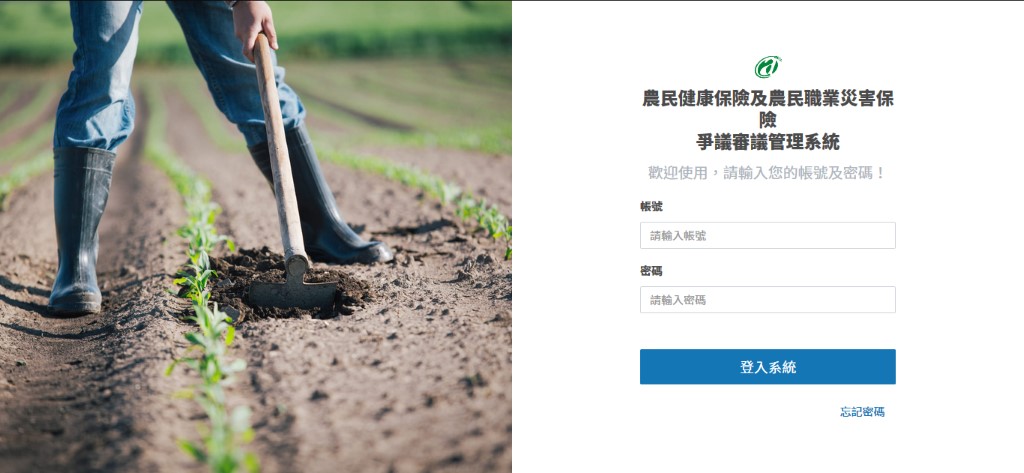 農民健康保險及農民職業災害保
險
爭議審議管理系統
歡迎使用，請輸入您的帳號及密碼！
帳號
請輸入帳號
密碼
請輸入密碼
登入系統
忘記密碼